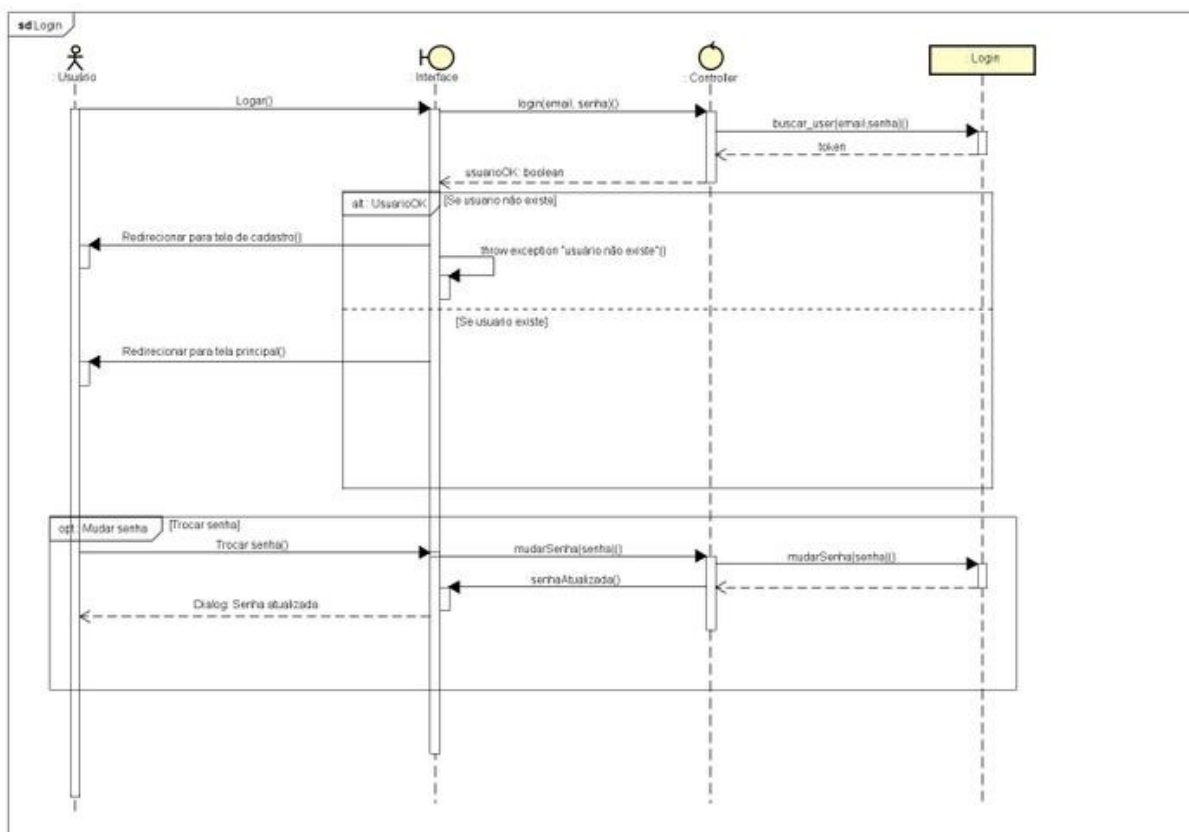 sd Login
: Usuário
: Interface
: Controller
: Login
Logar()
login(email, senha)()
buscar_user(email,senha)()
token
usuarioOK: boolean
alt : UsuarioOK
[Se usuario não existe]
Redirecionar para tela de cadastro()
throw exception "usuário não existe"()
[Se usuario existe]
Redirecionar para tela principal()
opt : Mudar senha
[Trocar senha]
Trocar senha()
mudarSenha(senha)()
mudarSenha(senha)()
senhaAtualizada()
Dialog: Senha atualizada